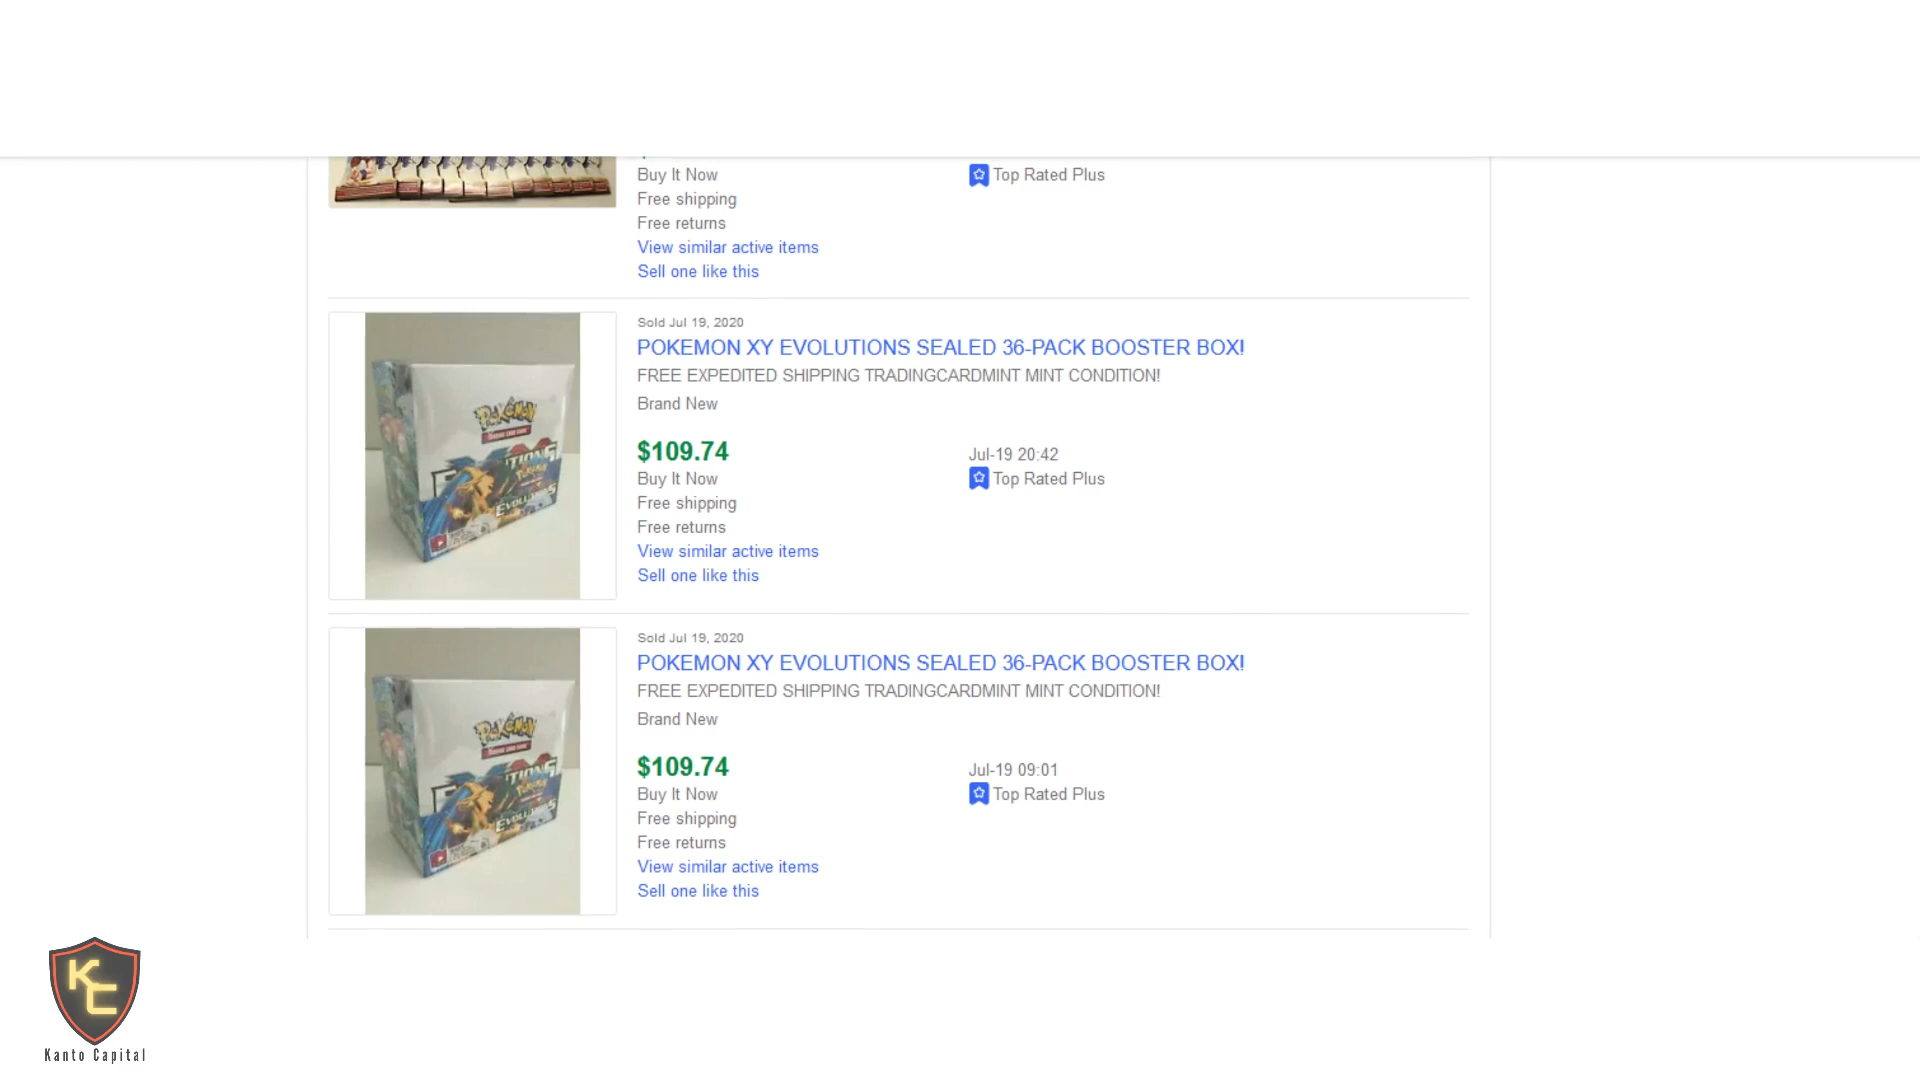 Buy It Now
Top Rated Plus
Free shipping
Free returns
View similar active items
Sell one like this
Sold Jul 19, 2020
POKEMON XY EVOLUTIONS SEALED 36-PACK BOOSTER BOX!
FREE EXPEDITED SHIPPING TRADINGCARDMINT MINT CONDITION!
Brand New
$109.74
Jul-19 20:42
Buy It Now
Top Rated Plus
Free shipping
Free returns
View similar active items
Sell one like this
POKéMON
EVOLUTIONS
Sold Jul 19, 2020
POKEMON XY EVOLUTIONS SEALED 36-PACK BOOSTER BOX!
FREE EXPEDITED SHIPPING TRADINGCARDMINT MINT CONDITION!
Brand New
$109.74
Jul-19 09:01
Buy It Now
Top Rated Plus
Free shipping
Free returns
View similar active items
Sell one like this
POKéMON
EVOLUTIONS
KC
Kanto Capital